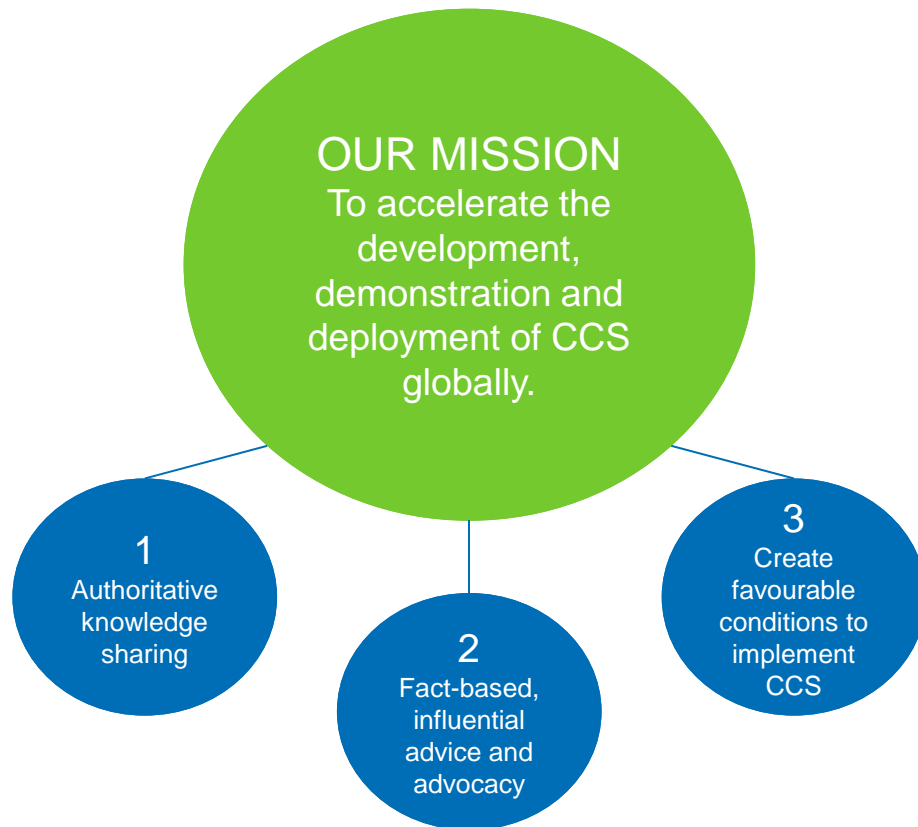 OUR MISSION
To accelerate the
development,
demonstration and
deployment of CCS
globally.
1
Authoritative
knowledge
sharing
2
Fact-based,
influential
advice and
advocacy
3
Create
favourable
conditions to
implement
CCS